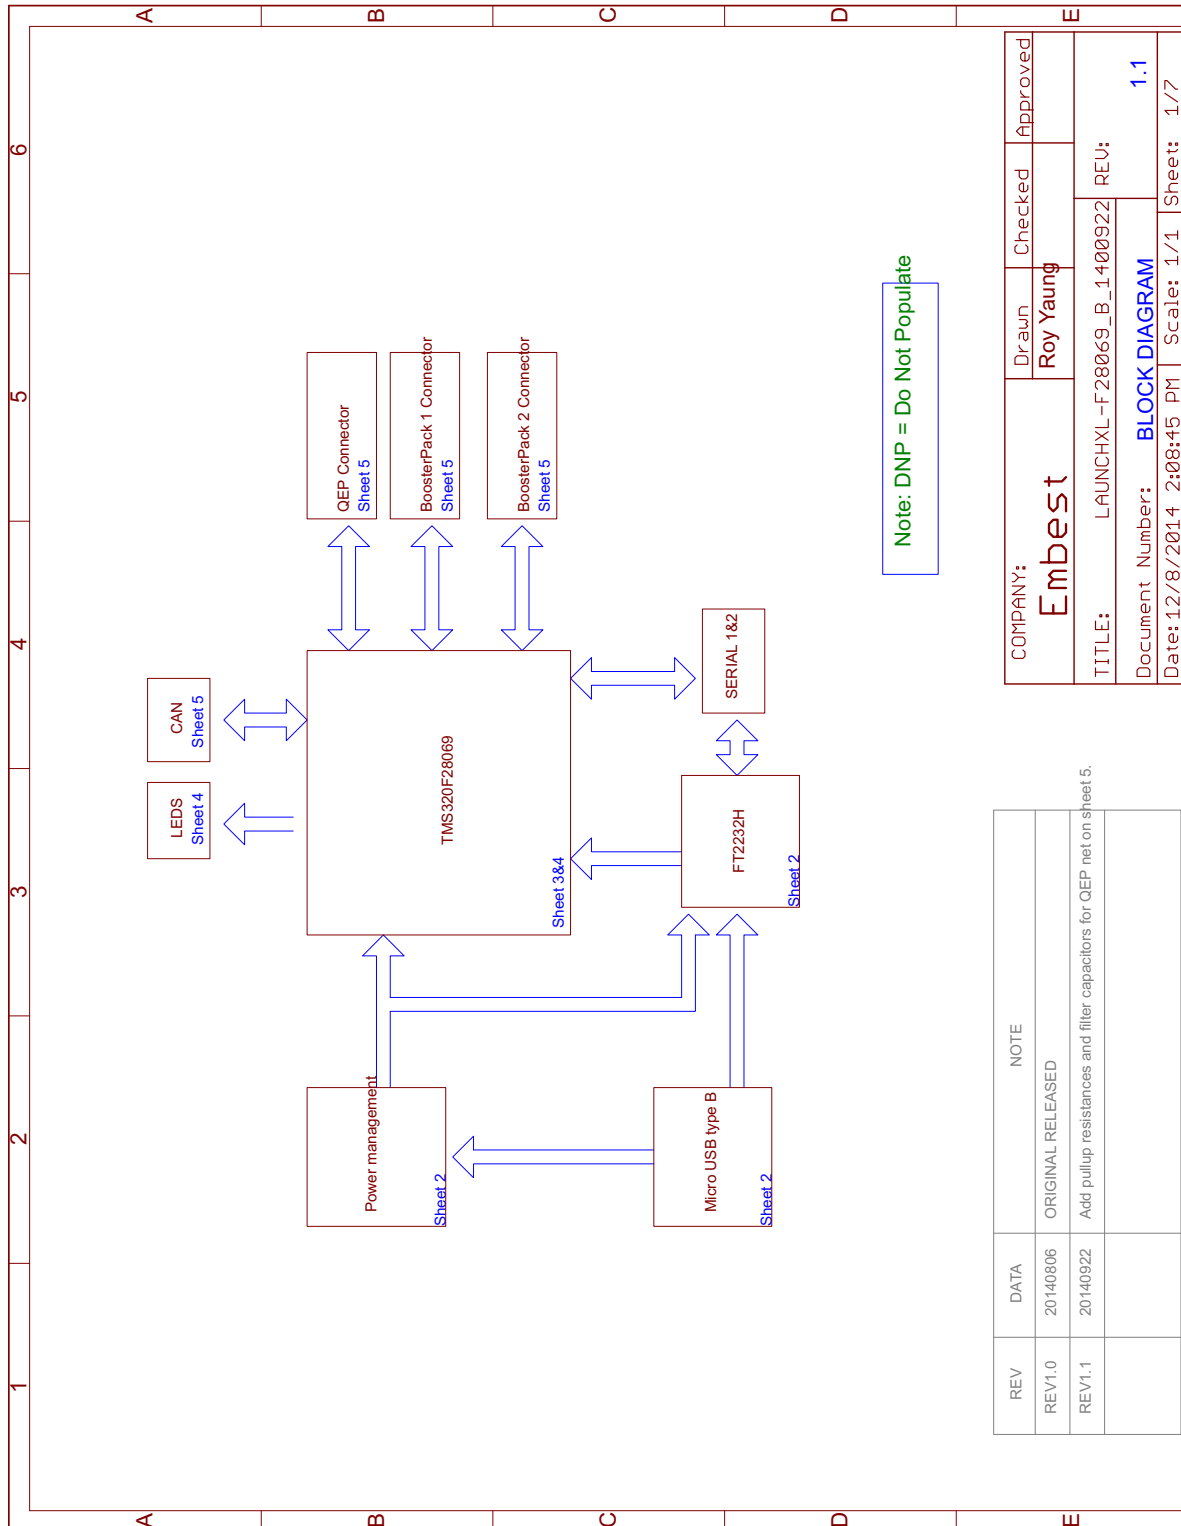 1
2
3
4
5
6
A
B
C
D
E
A
B
C
D
E
LEDS
Sheet 4
CAN
Sheet 5
Power management
Sheet 2
TMS320F28069
Sheet 3&4
QEP Connector
Sheet 5
BoosterPack 1 Connector
Sheet 5
BoosterPack 2 Connector
Sheet 5
Micro USB type B
Sheet 2
FT2232H
Sheet 2
SERIAL 1&2
Note: DNP = Do Not Populate
REV DATA NOTE
REV1.0 20140806 ORIGINAL RELEASED
REV1.1 20140922 Add pullup resistances and filter capacitors for QEP net on sheet 5.
COMPANY:
Embest
Drawn Checked Approved
Roy Yaung
TITLE: LAUNCHXL-F28069_B_1400922 REV:
1.1
Document Number: BLOCK DIAGRAM
Date: 12/8/2014 2:08:45 PM Scale: 1/1 Sheet: 1/7